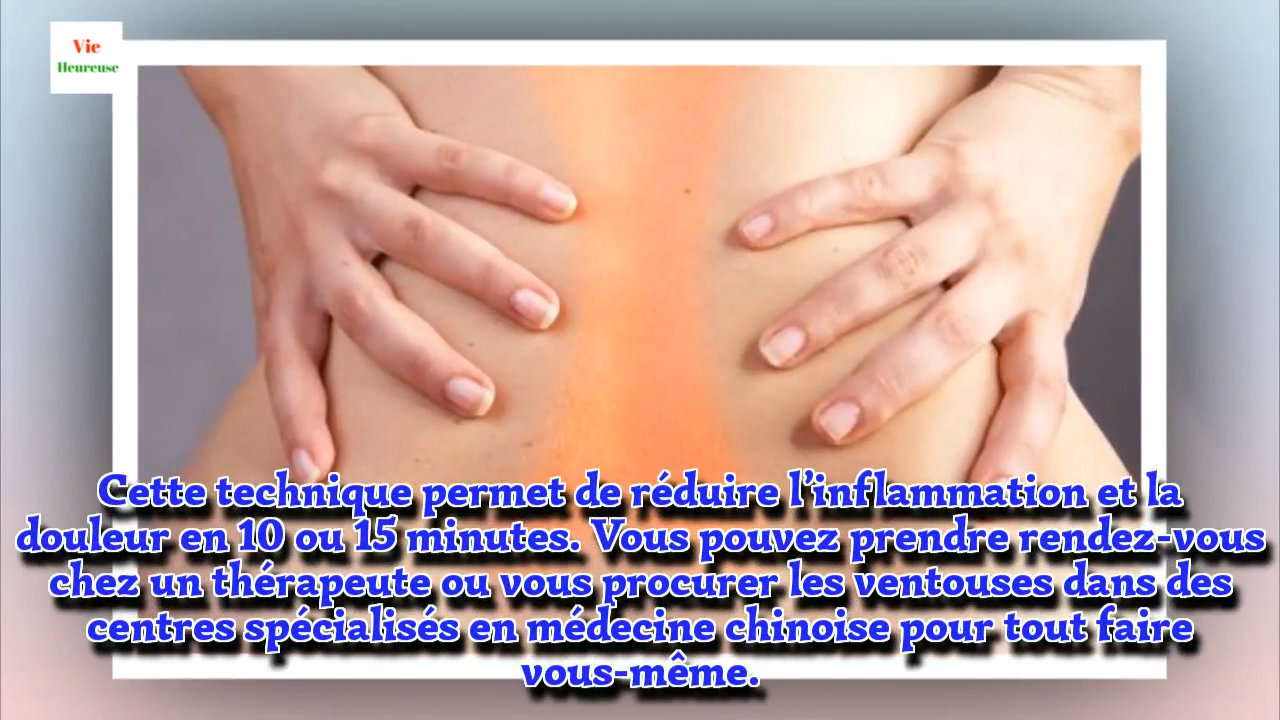 Vie
Heureuse
Cette technique permet de réduire l'inflammation et la
douleur en 10 ou 15 minutes. Vous pouvez prendre rendez-vous
chez un thérapeute ou vous procurer les ventouses dans des
centres spécialisés en médecine chinoise pour tout faire
vous-même.